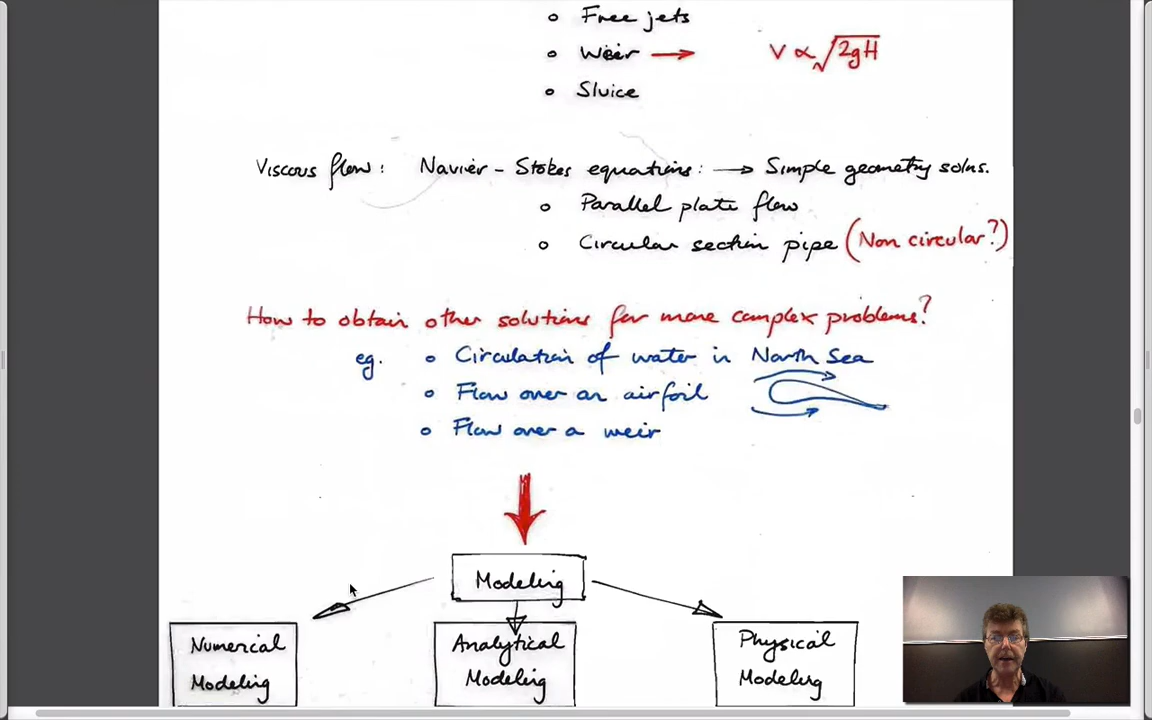 o Free jets
o Weir → V ∝ √2gH
o Sluice
Viscous flow: Navier - Stokes equations: → Simple geometry solns.
o Parallel plate flow
o Circular section pipe (Non circular?)
How to obtain other solutions for more complex problems?
eg. o Circulation of water in North Sea
o Flow over an airfoil
o Flow over a weir
Modeling
Numerical Modeling
Analytical Modeling
Physical Modeling